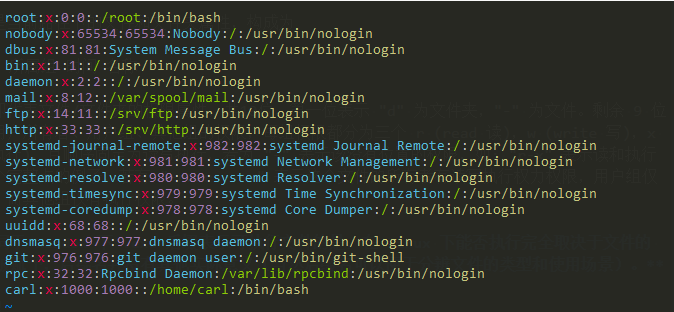 root:x:0:0::/root:/bin/bash
nobody:x:65534:65534:Nobody:/:/usr/bin/nologin
dbus:x:81:81:System Message Bus:/:/usr/bin/nologin
bin:x:1:1::/:/usr/bin/nologin
daemon:x:2:2::/:/usr/bin/nologin
mail:x:8:12::/var/spool/mail:/usr/bin/nologin
ftp:x:14:11::/srv/ftp:/usr/bin/nologin
http:x:33:33::/srv/http:/usr/bin/nologin
systemd-journal-remote:x:982:982:systemd Journal Remote:/:/usr/bin/nologin
systemd-network:x:981:981:systemd Network Management:/:/usr/bin/nologin
systemd-resolve:x:980:980:systemd Resolver:/:/usr/bin/nologin
systemd-timesync:x:979:979:systemd Time Synchronization:/:/usr/bin/nologin
systemd-coredump:x:978:978:systemd Core Dumper:/:/usr/bin/nologin
uuidd:x:68:68::/:/usr/bin/nologin
dnsmasq:x:977:977:dnsmasq daemon:/:/usr/bin/nologin
git:x:976:976:git daemon user:/:/usr/bin/git-shell
rpc:x:32:32:Rpcbind Daemon:/var/lib/rpcbind:/usr/bin/nologin
carl:x:1000:1000::/home/carl:/bin/bash
~